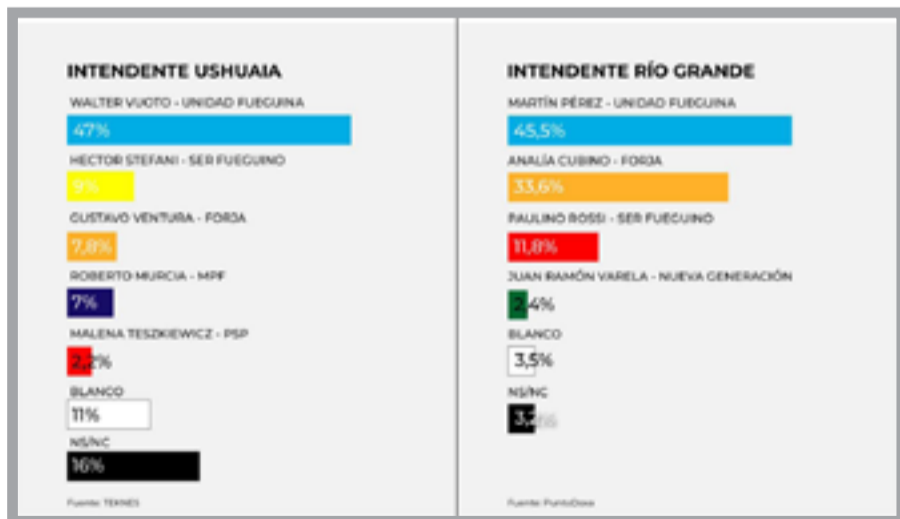 INTENDENTE USHUAIA
WALTER VUOTO - UNIDAD FUEGUINA
47%
HECTOR STEFANI - SER FUEGUINO
9%
GUSTAVO VENTURA - FORJA
7,8%
ROBERTO MURCIA - MPF
7%
MALENA TESZKIEWICZ - PSP
2,2%
BLANCO
11%
NS/NC
16%
Fuente:
INTENDENTE RÍO GRANDE
MARTÍN PÉREZ - UNIDAD FUEGUINA
45,5%
ANALÍA CUBINO - FORJA
33,6%
PAULINO ROSSI - SER FUEGUINO
11,8%
JUAN RAMÓN VARELA - NUEVA GENERACIÓN
2,4%
BLANCO
3,5%
NS/NC
Fuente: